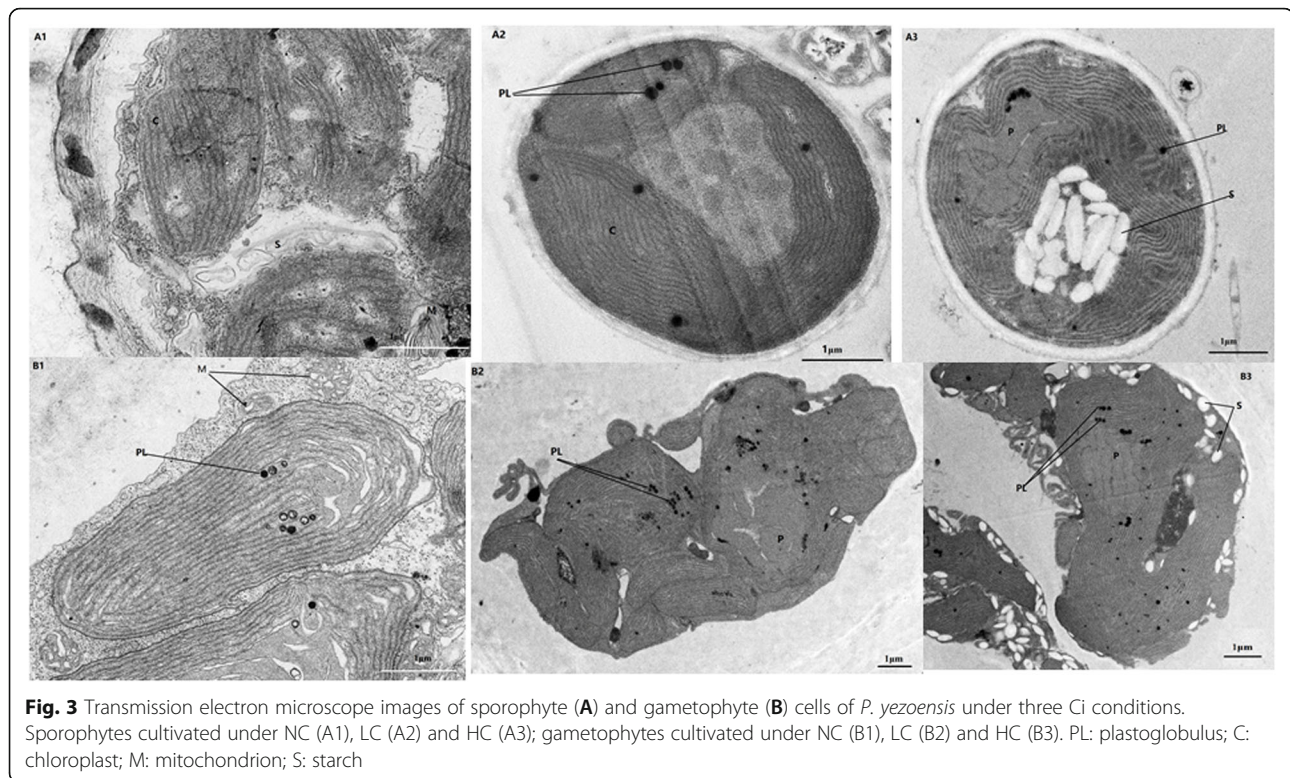 A1
C
S
M
1µm
A2
PL
C
1µm
A3
P
PL
S
1µm
B1
M
PL
1µm
B2
PL
P
1µm
B3
S
P
PL
1µm
Fig. 3 Transmission electron microscope images of sporophyte (A) and gametophyte (B) cells of P. yezoensis under three Ci conditions.
Sporophytes cultivated under NC (A1), LC (A2) and HC (A3); gametophytes cultivated under NC (B1), LC (B2) and HC (B3). PL: plastoglobulus; C:
chloroplast; M: mitochondrion; S: starch